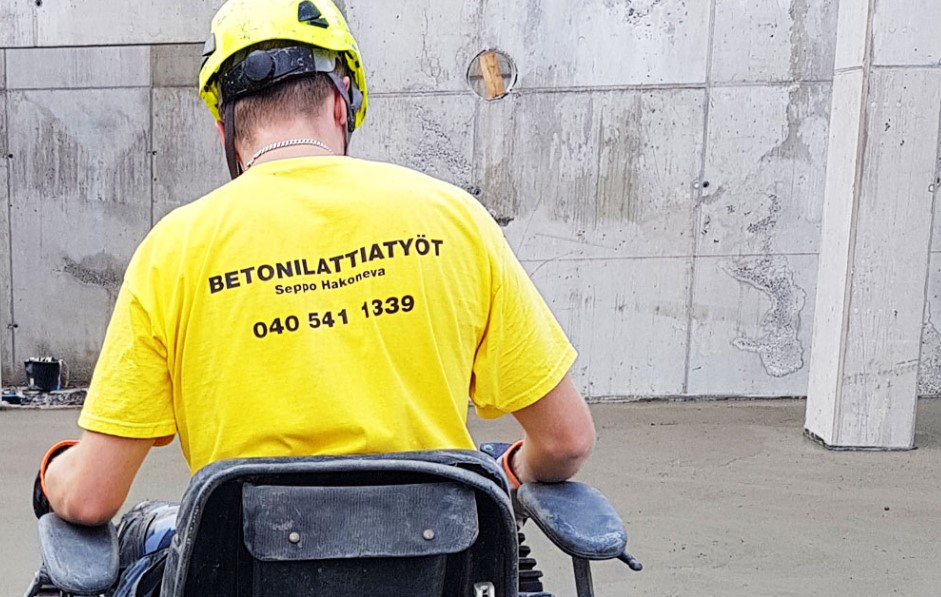 BETONILATTIATYÖT
Seppo Hakoneva
040 541 1339